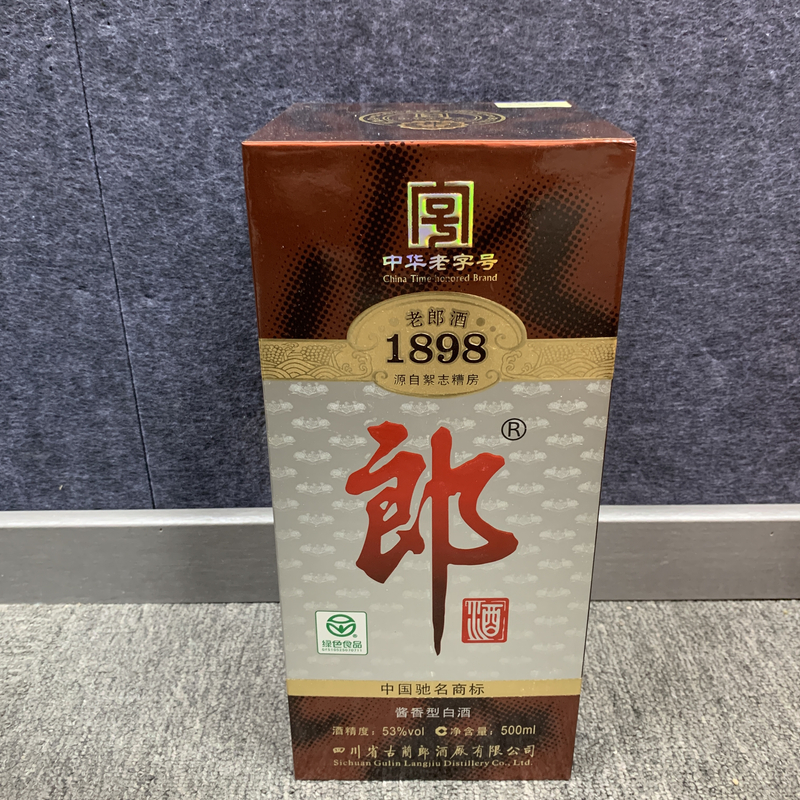 中华老字号
China Time-honored Brand
老郎酒
1898
源自絮志糟房
郎®
酒
绿色食品
中国驰名商标
酱香型白酒
酒精度：53%vol 净含量：500ml
四川省古蔺郎酒厂有限公司
Sichuan Gulin Langjiu Distillery Co., Ltd.